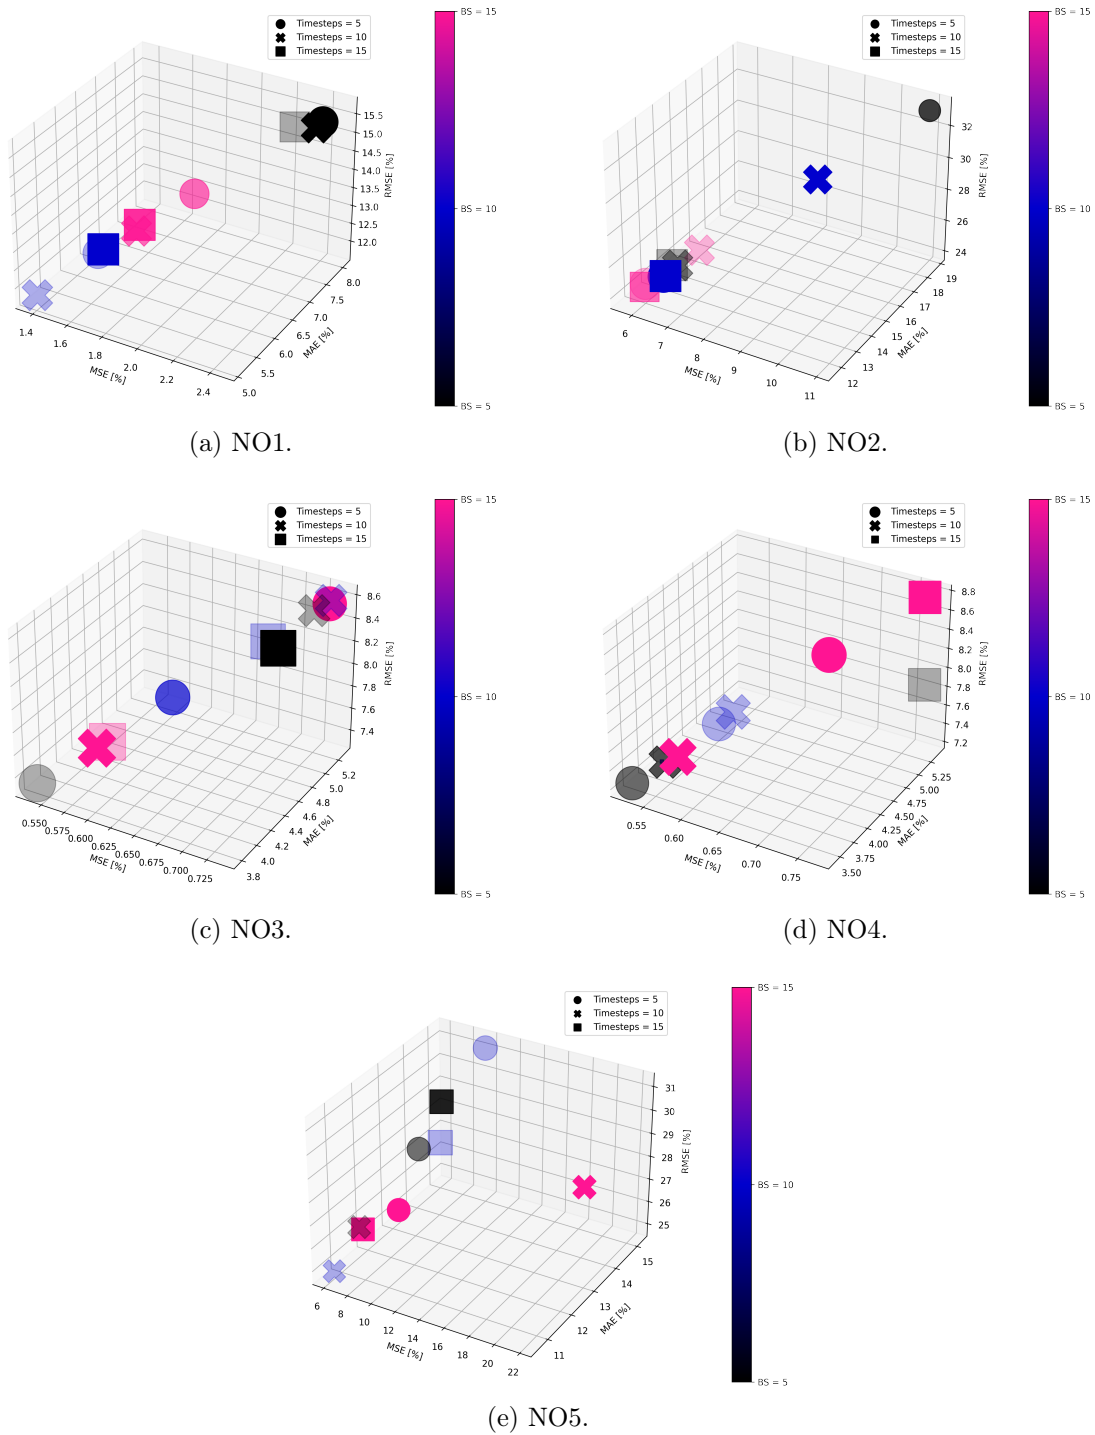 Timesteps = 5
Timesteps = 10
Timesteps = 15
BS = 15
BS = 10
BS = 5
15.5
15.0
14.5
14.0
13.5
13.0
12.5
12.0
RMSE [%]
8.0
7.5
7.0
6.5
6.0
5.5
5.0
MAE [%]
1.4
1.6
1.8
2.0
2.2
2.4
MSE [%]
(a) NO1.
Timesteps = 5
Timesteps = 10
Timesteps = 15
BS = 15
BS = 10
BS = 5
32
30
28
26
24
RMSE [%]
19
18
17
16
15
14
13
12
MAE [%]
6
7
8
9
10
11
MSE [%]
(b) NO2.
Timesteps = 5
Timesteps = 10
Timesteps = 15
BS = 15
BS = 10
BS = 5
8.6
8.4
8.2
8.0
7.8
7.6
7.4
RMSE [%]
5.2
5.0
4.8
4.6
4.4
4.2
4.0
3.8
MAE [%]
0.550
0.575
0.600
0.625
0.650
0.675
0.700
0.725
MSE [%]
(c) NO3.
Timesteps = 5
Timesteps = 10
Timesteps = 15
BS = 15
BS = 10
BS = 5
8.8
8.6
8.4
8.2
8.0
7.8
7.6
7.4
7.2
RMSE [%]
5.25
5.00
4.75
4.50
4.25
4.00
3.75
3.50
MAE [%]
0.55
0.60
0.65
0.70
0.75
MSE [%]
(d) NO4.
Timesteps = 5
Timesteps = 10
Timesteps = 15
BS = 15
BS = 10
BS = 5
31
30
29
28
27
26
25
RMSE [%]
15
14
13
12
11
MAE [%]
6
8
10
12
14
16
18
20
22
MSE [%]
(e) NO5.